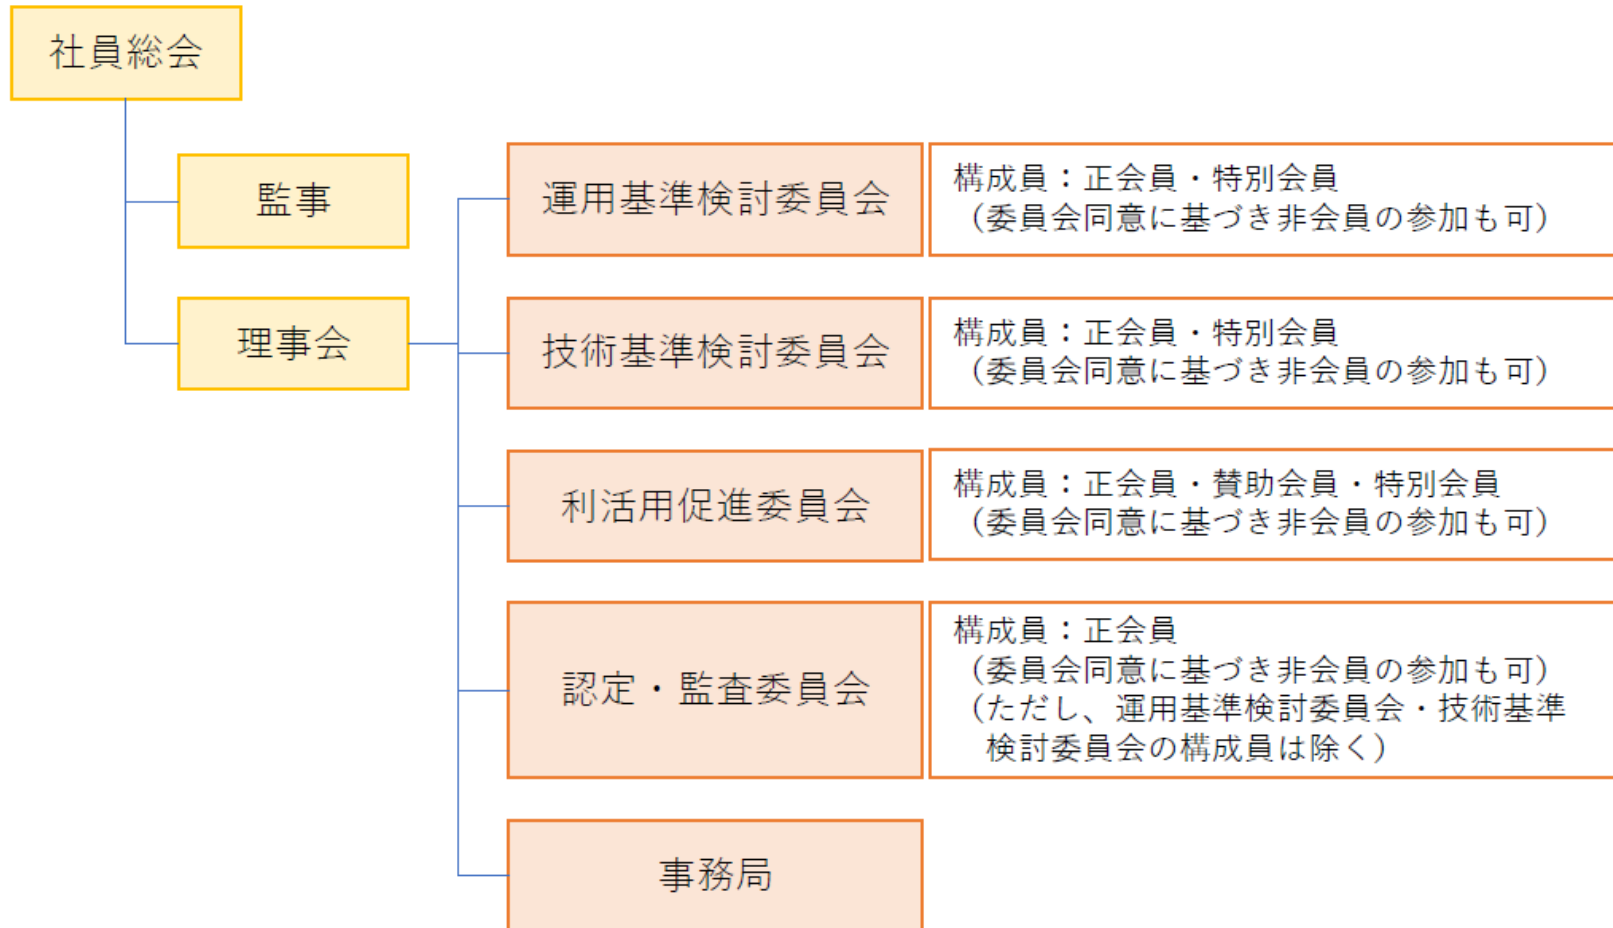 社員総会
監事
理事会
運用基準検討委員会
構成員：正会員・特別会員
（委員会同意に基づき非会員の参加も可）
技術基準検討委員会
構成員：正会員・特別会員
（委員会同意に基づき非会員の参加も可）
利活用促進委員会
構成員：正会員・賛助会員・特別会員
（委員会同意に基づき非会員の参加も可）
認定・監査委員会
構成員：正会員
（委員会同意に基づき非会員の参加も可）
（ただし、運用基準検討委員会・技術基準
検討委員会の構成員は除く）
事務局